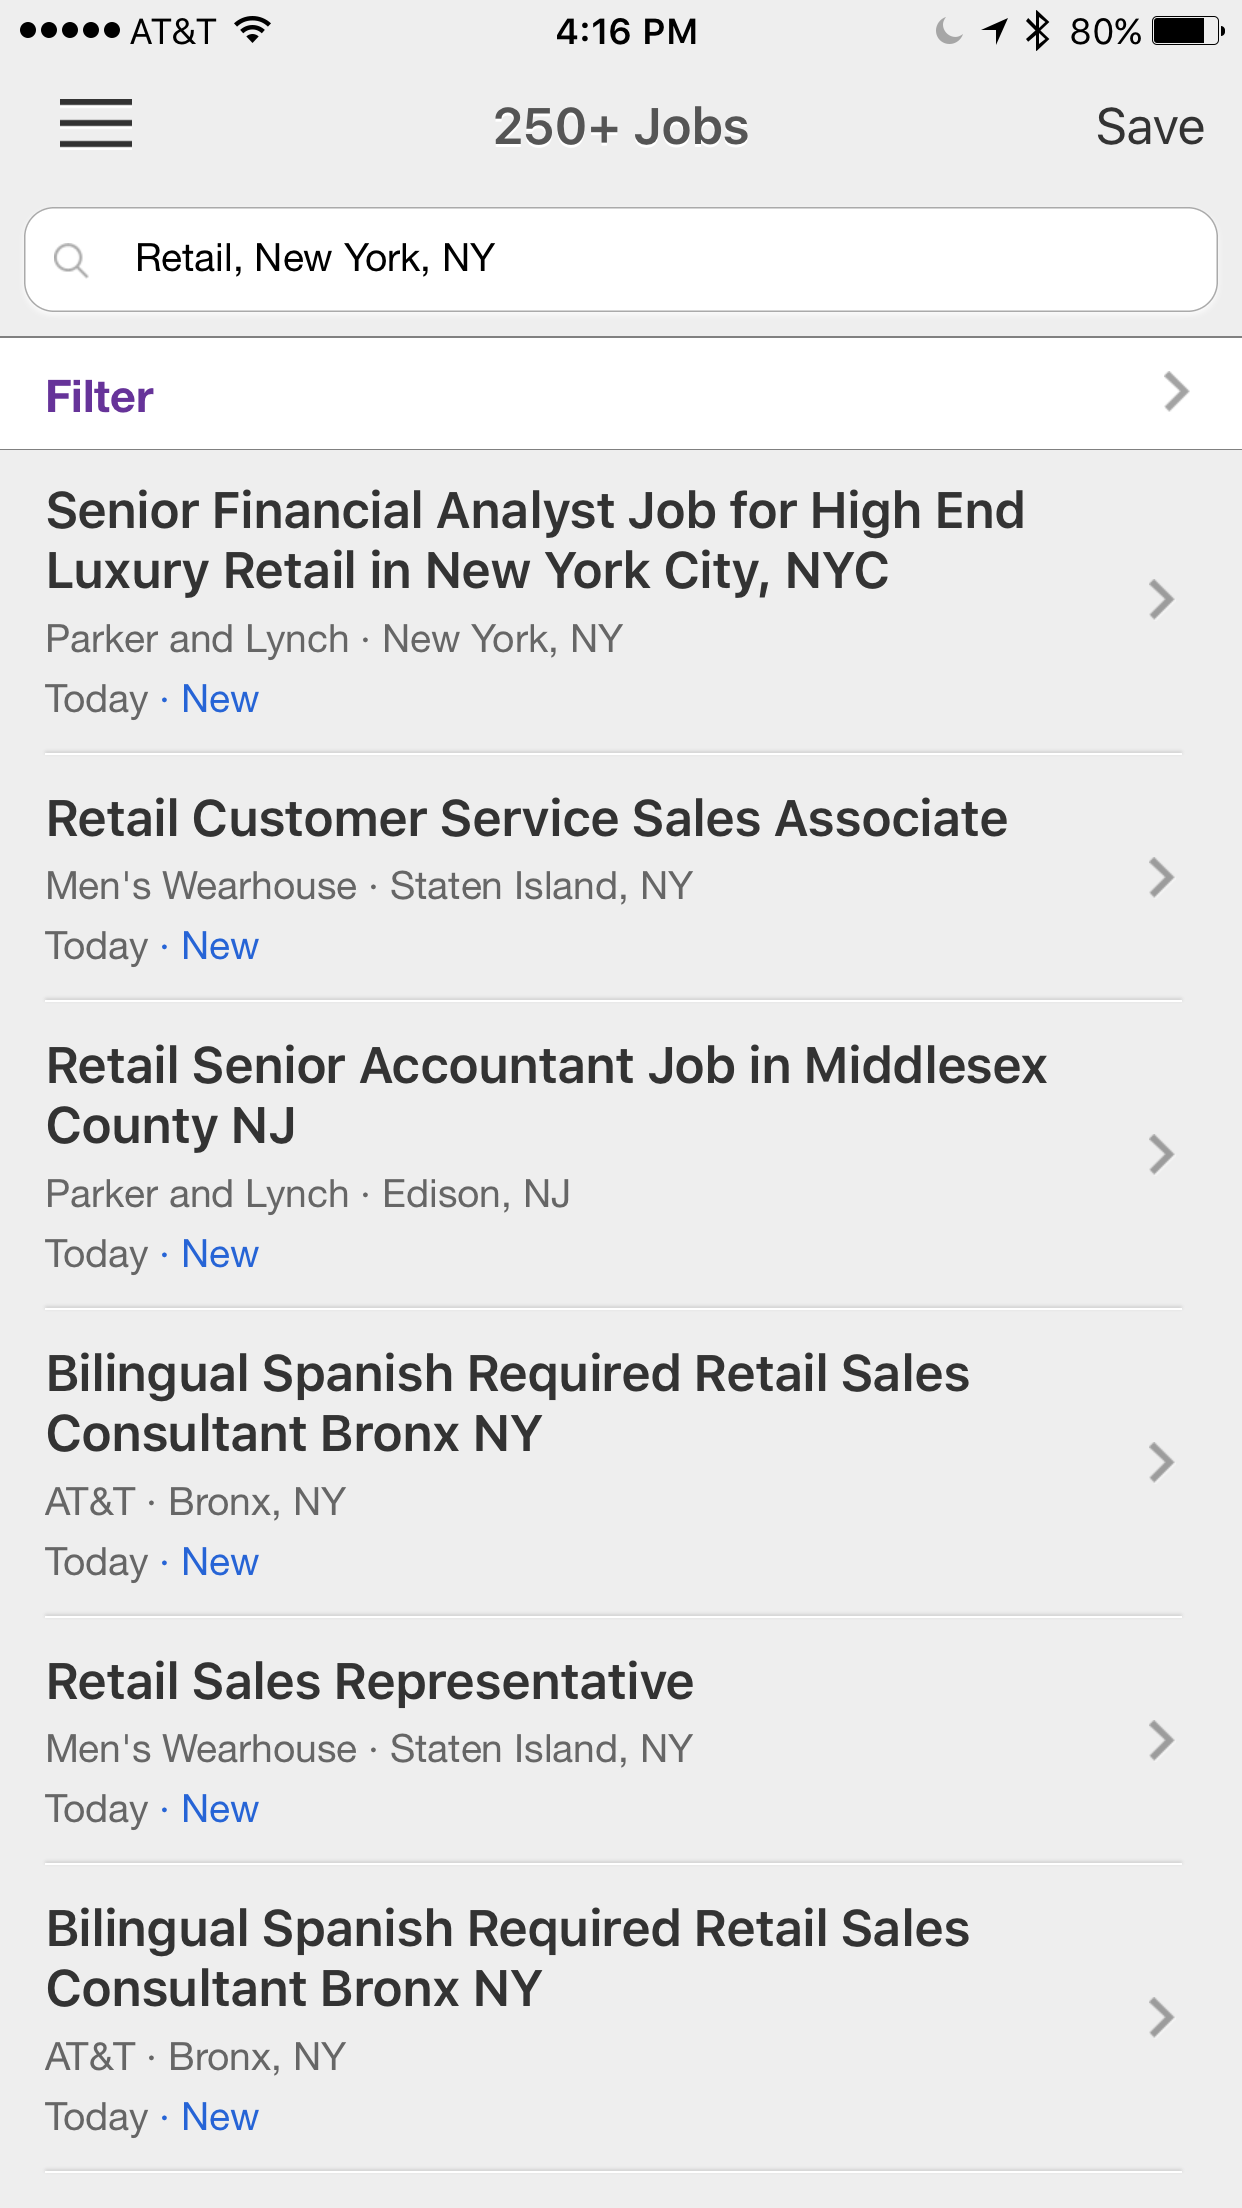 AT&T 4:16 PM 80%
250+ Jobs Save
Retail, New York, NY
Filter
Senior Financial Analyst Job for High End
Luxury Retail in New York City, NYC
Parker and Lynch · New York, NY
Today · New
Retail Customer Service Sales Associate
Men's Wearhouse · Staten Island, NY
Today · New
Retail Senior Accountant Job in Middlesex
County NJ
Parker and Lynch · Edison, NJ
Today · New
Bilingual Spanish Required Retail Sales
Consultant Bronx NY
AT&T · Bronx, NY
Today · New
Retail Sales Representative
Men's Wearhouse · Staten Island, NY
Today · New
Bilingual Spanish Required Retail Sales
Consultant Bronx NY
AT&T · Bronx, NY
Today · New